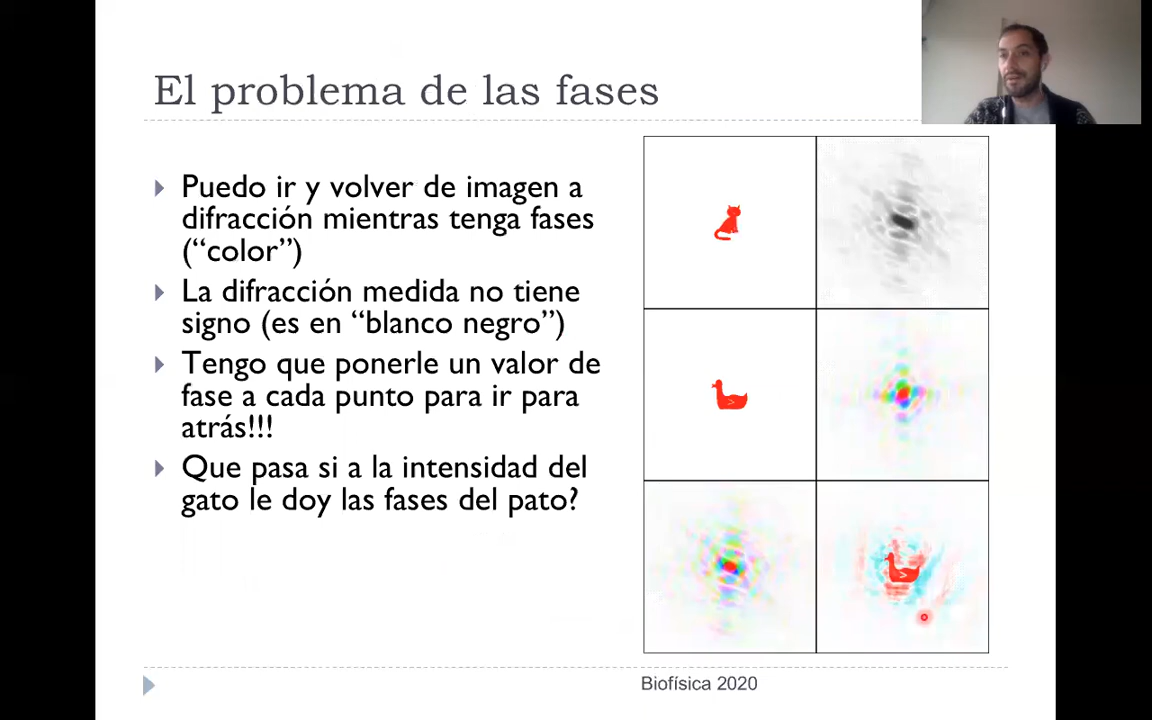 El problema de las fases
Puedo ir y volver de imagen a
difracción mientras tenga fases
(“color”)
La difracción medida no tiene
signo (es en “blanco negro”)
Tengo que ponerle un valor de
fase a cada punto para ir para
atrás!!!
Que pasa si a la intensidad del
gato le doy las fases del pato?
Biofísica 2020